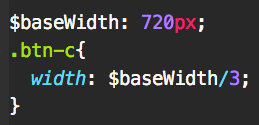 $baseWidth: 720px;
.btn-c{
  width: $baseWidth/3;
}